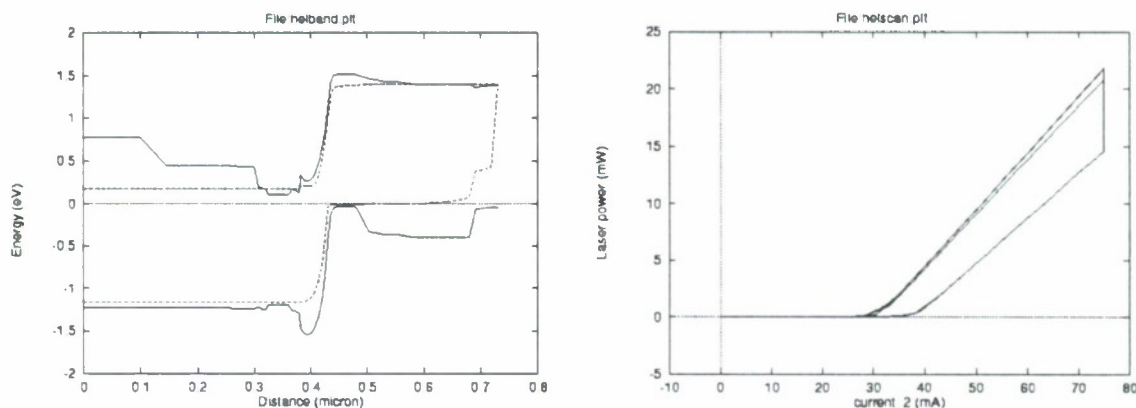 File helband plt
2
1.5
1
0.5
0
-0.5
-1
-1.5
-2
Energy (eV)
0 0 1 0 2 0 3 0 4 0 5 0 6 0 7 0 8
Distance (micron)
File helscan plt
25
20
15
10
5
0
-5
Laser power (mW)
-10 0 10 20 30 40 50 60 70 80
current_2 (mA)